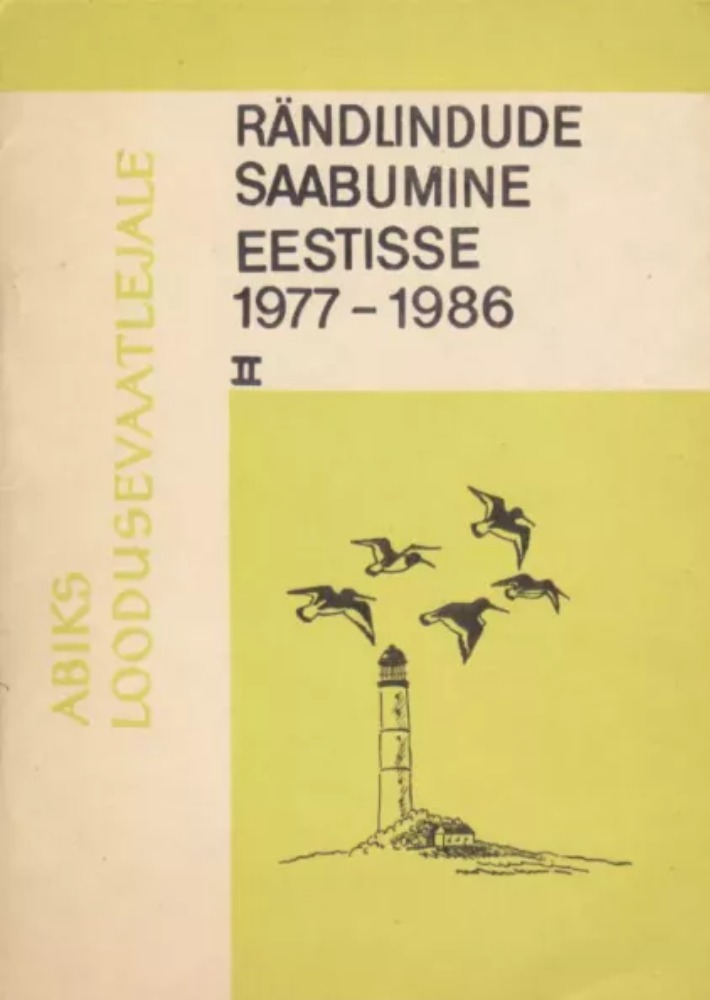 RÄNDLINDUDE
SAABUMINE
EESTISSE
1977 – 1986
II
ABIKS
LOODUSEVAATLEJALE